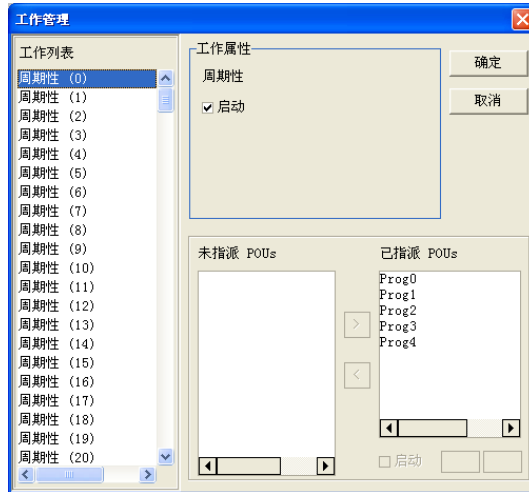 工作管理
工作列表
周期性 (0)
周期性 (1)
周期性 (2)
周期性 (3)
周期性 (4)
周期性 (5)
周期性 (6)
周期性 (7)
周期性 (8)
周期性 (9)
周期性 (10)
周期性 (11)
周期性 (12)
周期性 (13)
周期性 (14)
周期性 (15)
周期性 (16)
周期性 (17)
周期性 (18)
周期性 (19)
周期性 (20)
工作属性
周期性
启动
确定
取消
未指派 POUs
已指派 POUs
Prog0
Prog1
Prog2
Prog3
Prog4
>
<
启动